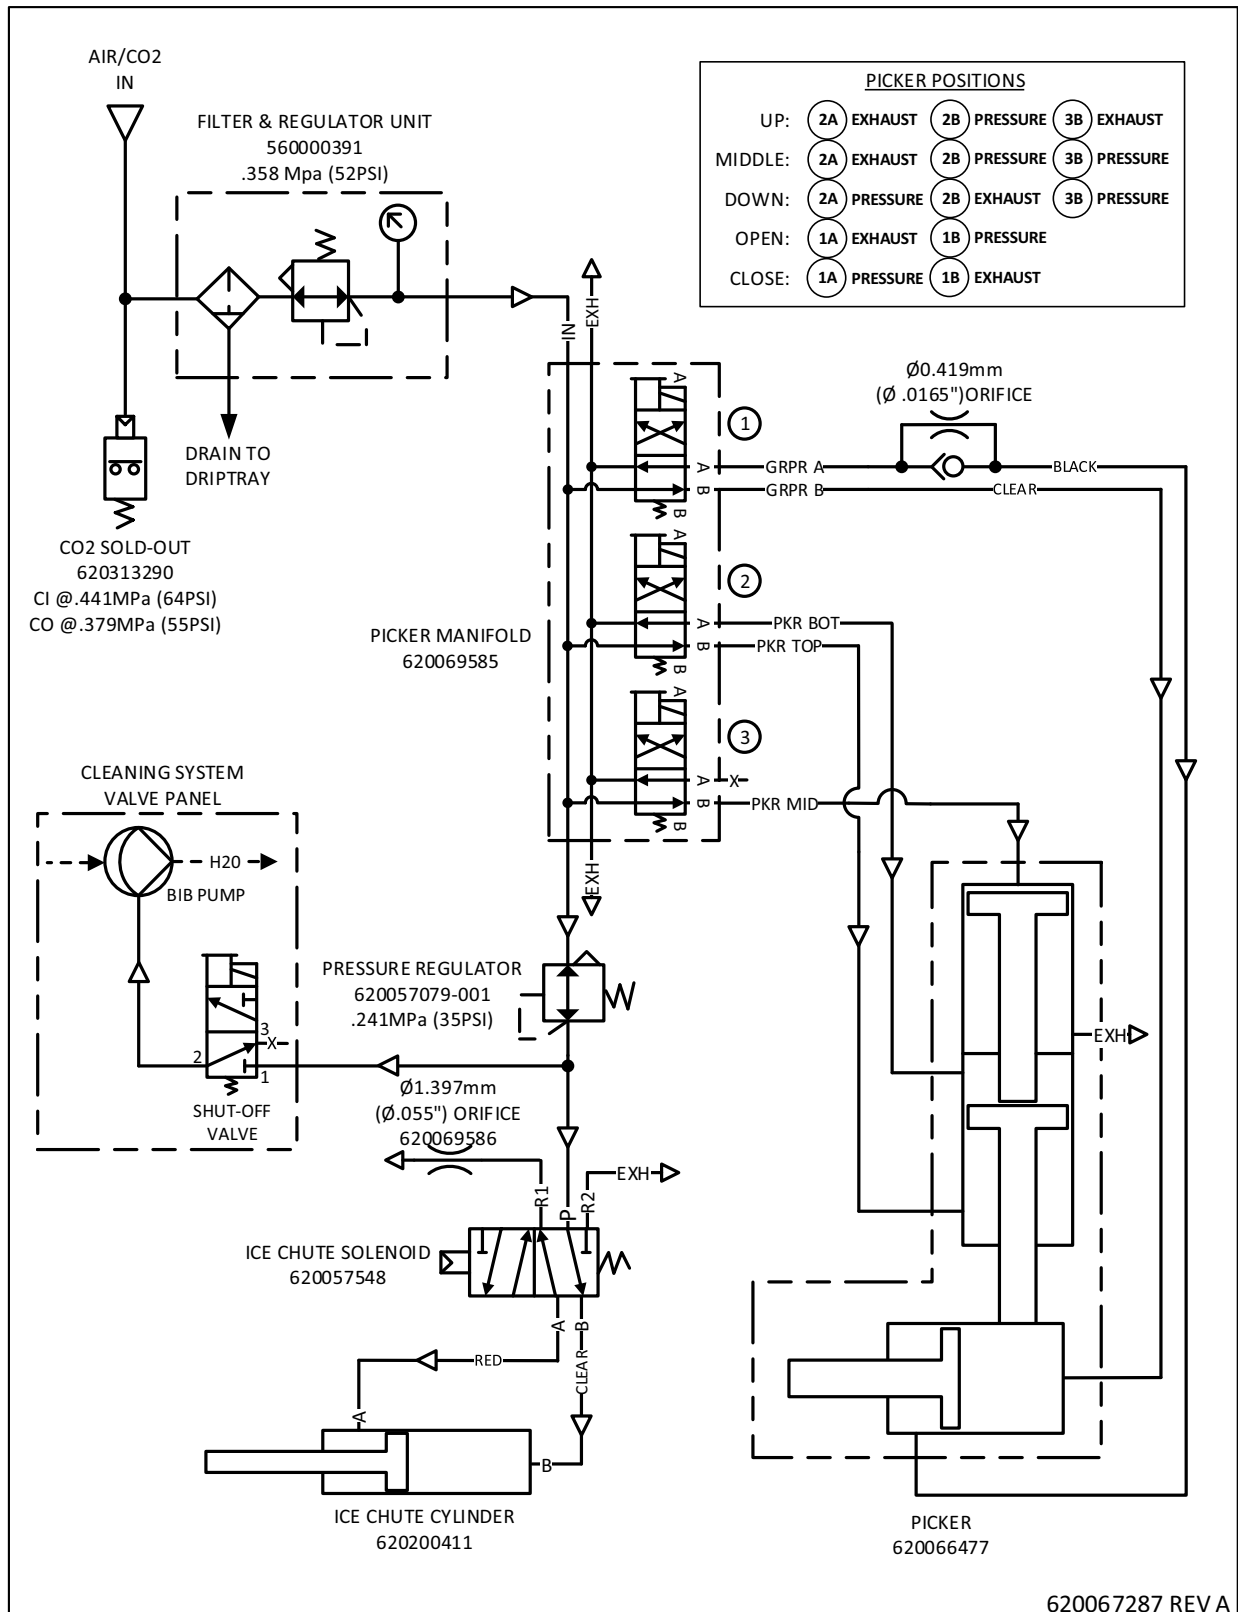 AIR/CO2
IN
FILTER & REGULATOR UNIT
560000391
.358 Mpa (52PSI)
PICKER POSITIONS
UP: 2A EXHAUST 2B PRESSURE 3B EXHAUST
MIDDLE: 2A EXHAUST 2B PRESSURE 3B PRESSURE
DOWN: 2A PRESSURE 2B EXHAUST 3B PRESSURE
OPEN: 1A EXHAUST 1B PRESSURE
CLOSE: 1A PRESSURE 1B EXHAUST
DRAIN TO
DRIPTRAY
CO2 SOLD-OUT
620313290
CI @.441MPa (64PSI)
CO @.379MPa (55PSI)
IN
EXH
A
1
A
B
B
GRPR A
GRPR B
Ø0.419mm
(Ø .0165")ORIFICE
BLACK
CLEAR
PICKER MANIFOLD
620069585
A
2
A
B
B
PKR BOT
PKR TOP
A
3
A X
B
B
PKR MID
EXH
CLEANING SYSTEM
VALVE PANEL
H20
BIB PUMP
2
3
X
1
SHUT-OFF
VALVE
PRESSURE REGULATOR
620057079-001
.241MPa (35PSI)
Ø1.397mm
(Ø.055") ORIFICE
620069586
R1
P
R2
EXH
ICE CHUTE SOLENOID
620057548
A
B
RED
CLEAR
A
B
ICE CHUTE CYLINDER
620200411
EXH
PICKER
620066477
620067287 REV A